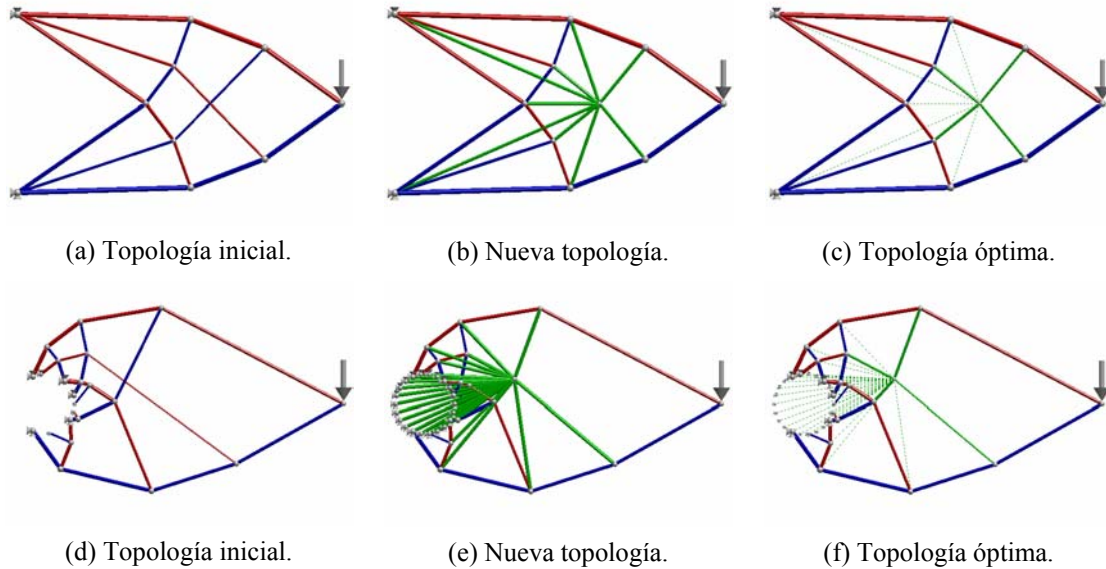 (a) Topología inicial.
(b) Nueva topología.
(c) Topología óptima.
(d) Topología inicial.
(e) Nueva topología.
(f) Topología óptima.